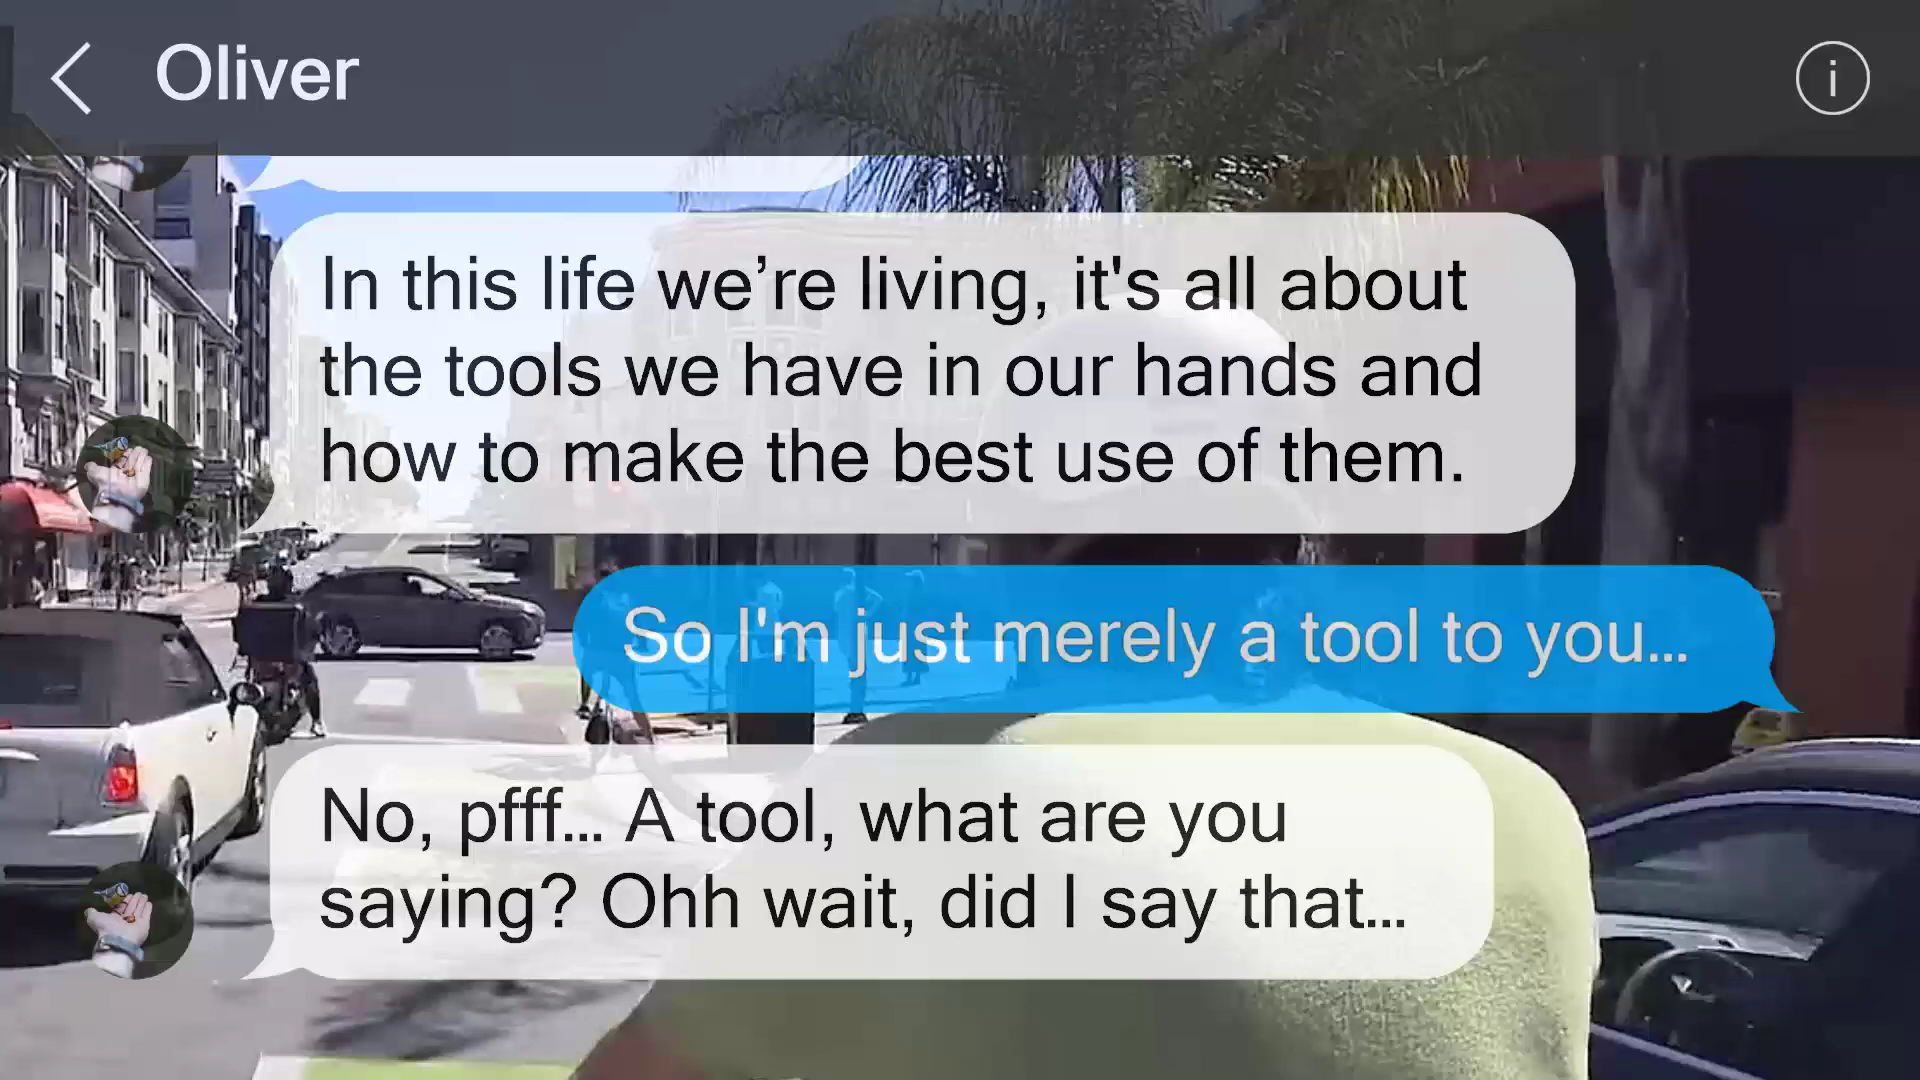 Oliver
In this life we’re living, it's all about
the tools we have in our hands and
how to make the best use of them.
So I'm just merely a tool to you...
No, pfff... A tool, what are you
saying? Ohh wait, did I say that...